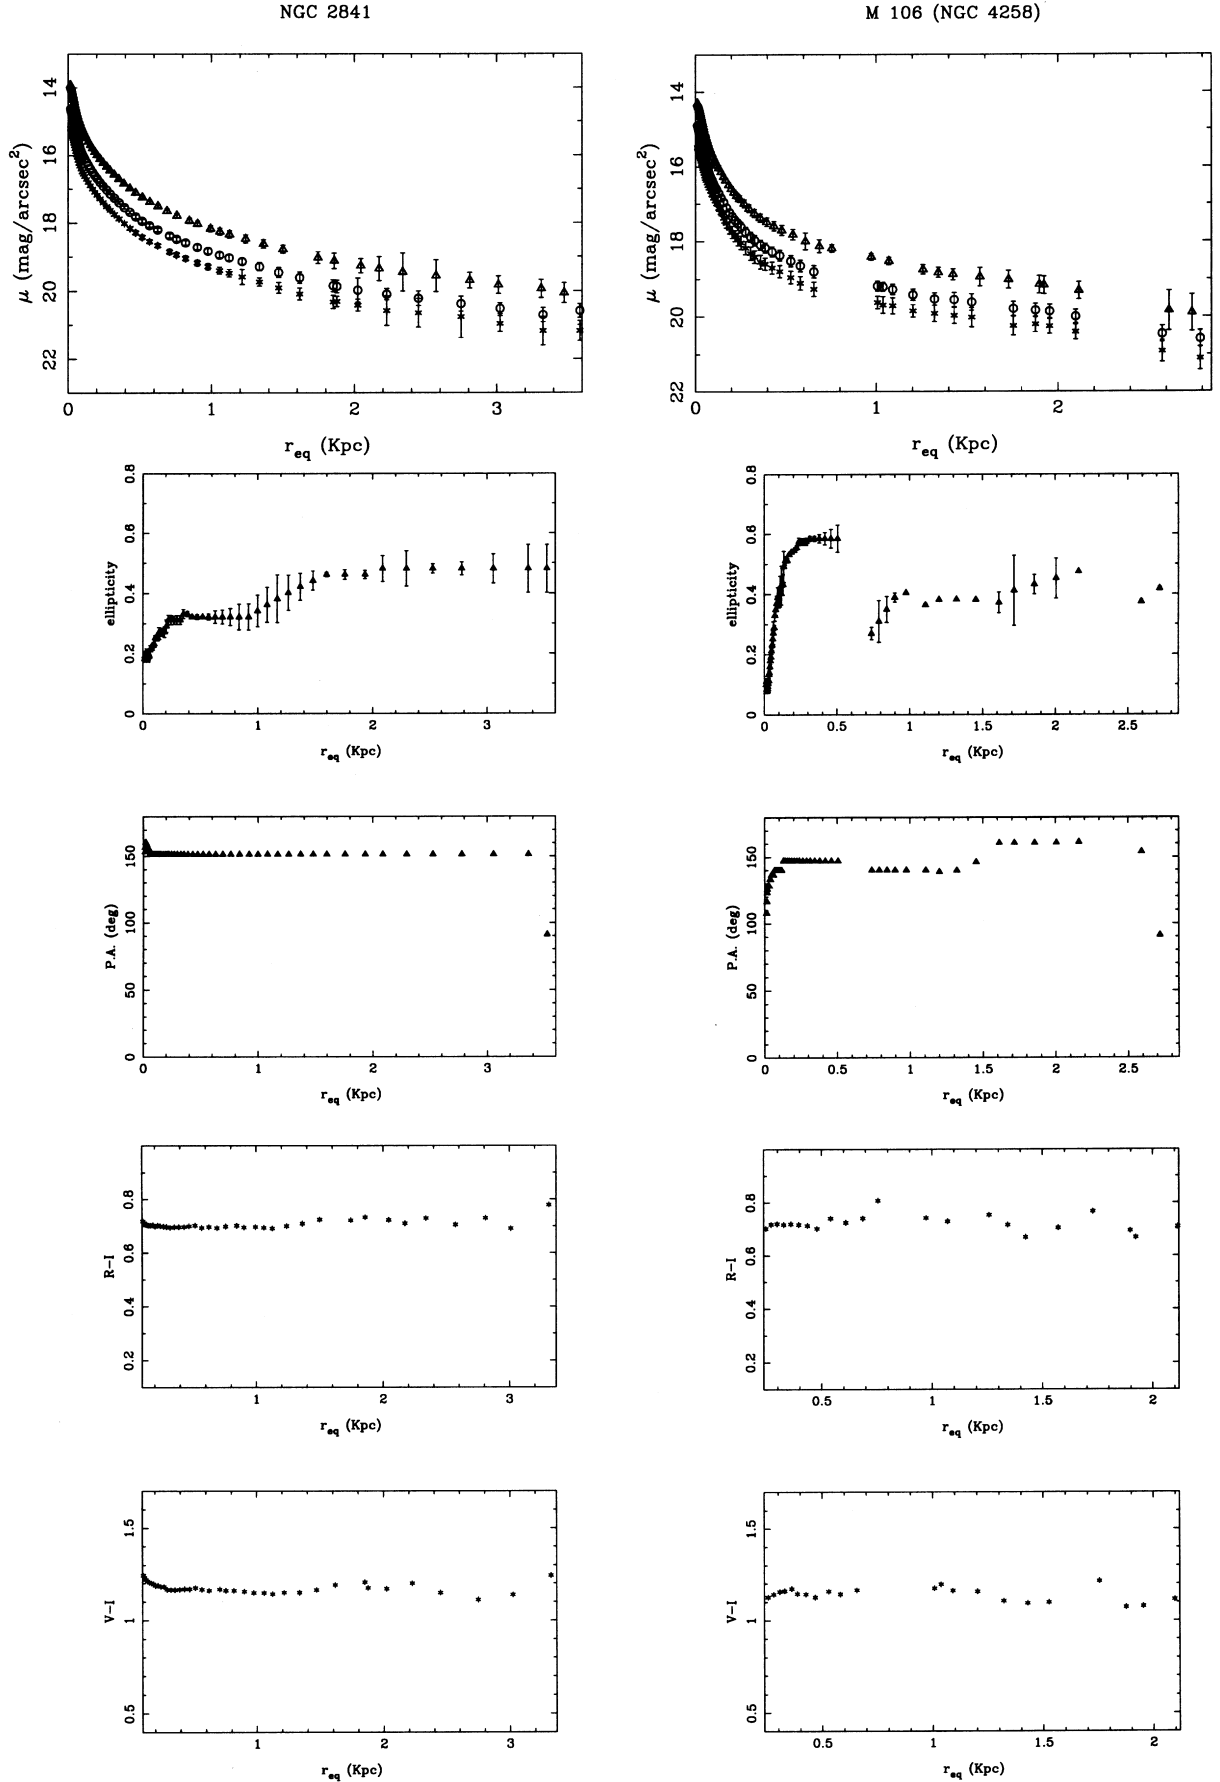 NGC 2841
M 106 (NGC 4258)
μ (mag/arcsec²)
14
16
18
20
22
0 1 2 3
r_eq (Kpc)
μ (mag/arcsec²)
14
16
18
20
22
0 1 2
r_eq (Kpc)
ellipticity
0.8
0.6
0.4
0.2
0
0 1 2 3
r_eq (Kpc)
ellipticity
0.8
0.6
0.4
0.2
0
0 0.5 1 1.5 2 2.5
r_eq (Kpc)
P.A. (deg)
150
100
50
0
0 1 2 3
r_eq (Kpc)
P.A. (deg)
150
100
50
0
0 0.5 1 1.5 2 2.5
r_eq (Kpc)
R-I
0.8
0.6
0.4
0.2
1 2 3
r_eq (Kpc)
R-I
0.8
0.6
0.4
0.2
0.5 1 1.5 2
r_eq (Kpc)
V-I
1.5
1
0.5
1 2 3
r_eq (Kpc)
V-I
1.5
1
0.5
0.5 1 1.5 2
r_eq (Kpc)